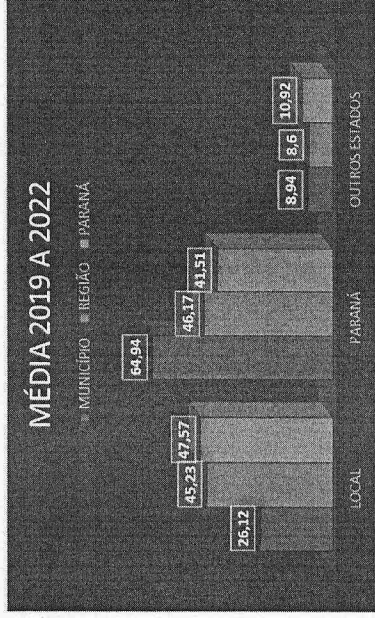 MÉDIA 2019 A 2022
MUNICÍPIO REGIÃO PARANÁ
26,12 45,23 47,57
64,94 46,17 41,51
8,94 8,6 10,92
LOCAL PARANÁ OUTROS ESTADOS